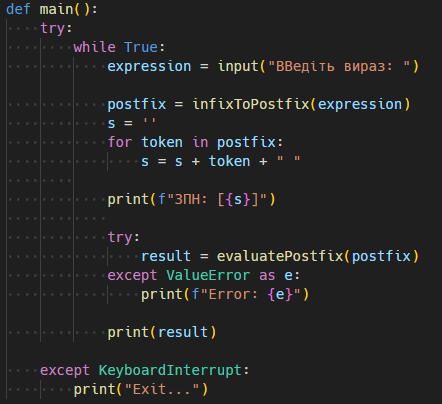 def main():
    try:
        while True:
            expression = input("ВВедіть вираз: ")

            postfix = infixToPostfix(expression)
            s = ''
            for token in postfix:
                s = s + token + " "

            print(f"ЗПН: [{s}]")

            try:
                result = evaluatePostfix(postfix)
            except ValueError as e:
                print(f"Error: {e}")

            print(result)

    except KeyboardInterrupt:
        print("Exit...")